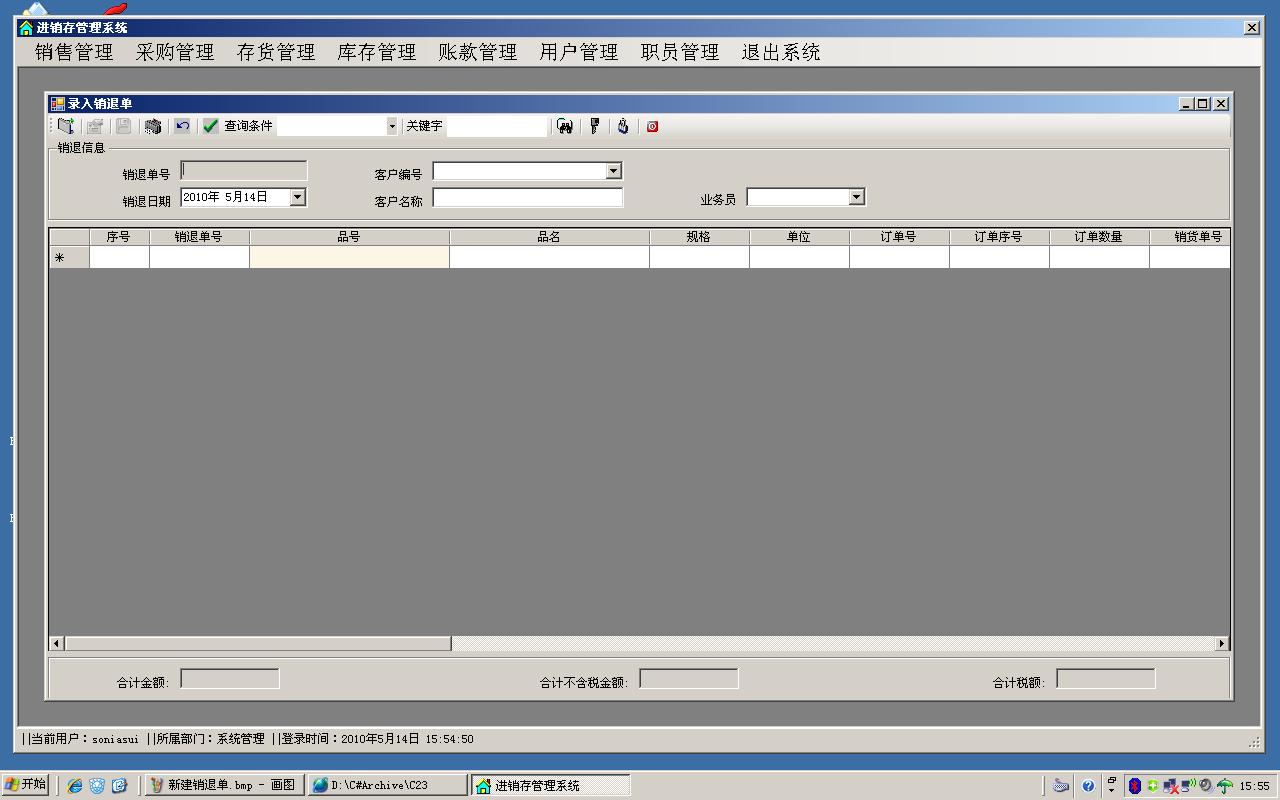 进销存管理系统
销售管理 采购管理 存货管理 库存管理 账款管理 用户管理 职员管理 退出系统
录入销退单
查询条件 关键字
销退信息
销退单号 客户编号
销退日期 2010年 5月14日 客户名称 业务员
序号 销退单号 品号 品名 规格 单位 订单号 订单序号 订单数量 销货单号
*
合计金额: 合计不含税金额: 合计税额:
||当前用户：soniasui ||所属部门：系统管理 ||登录时间：2010年5月14日 15:54:50
开始 新建销退单.bmp - 画图 D:\C#Archive\C23 进销存管理系统 15:55